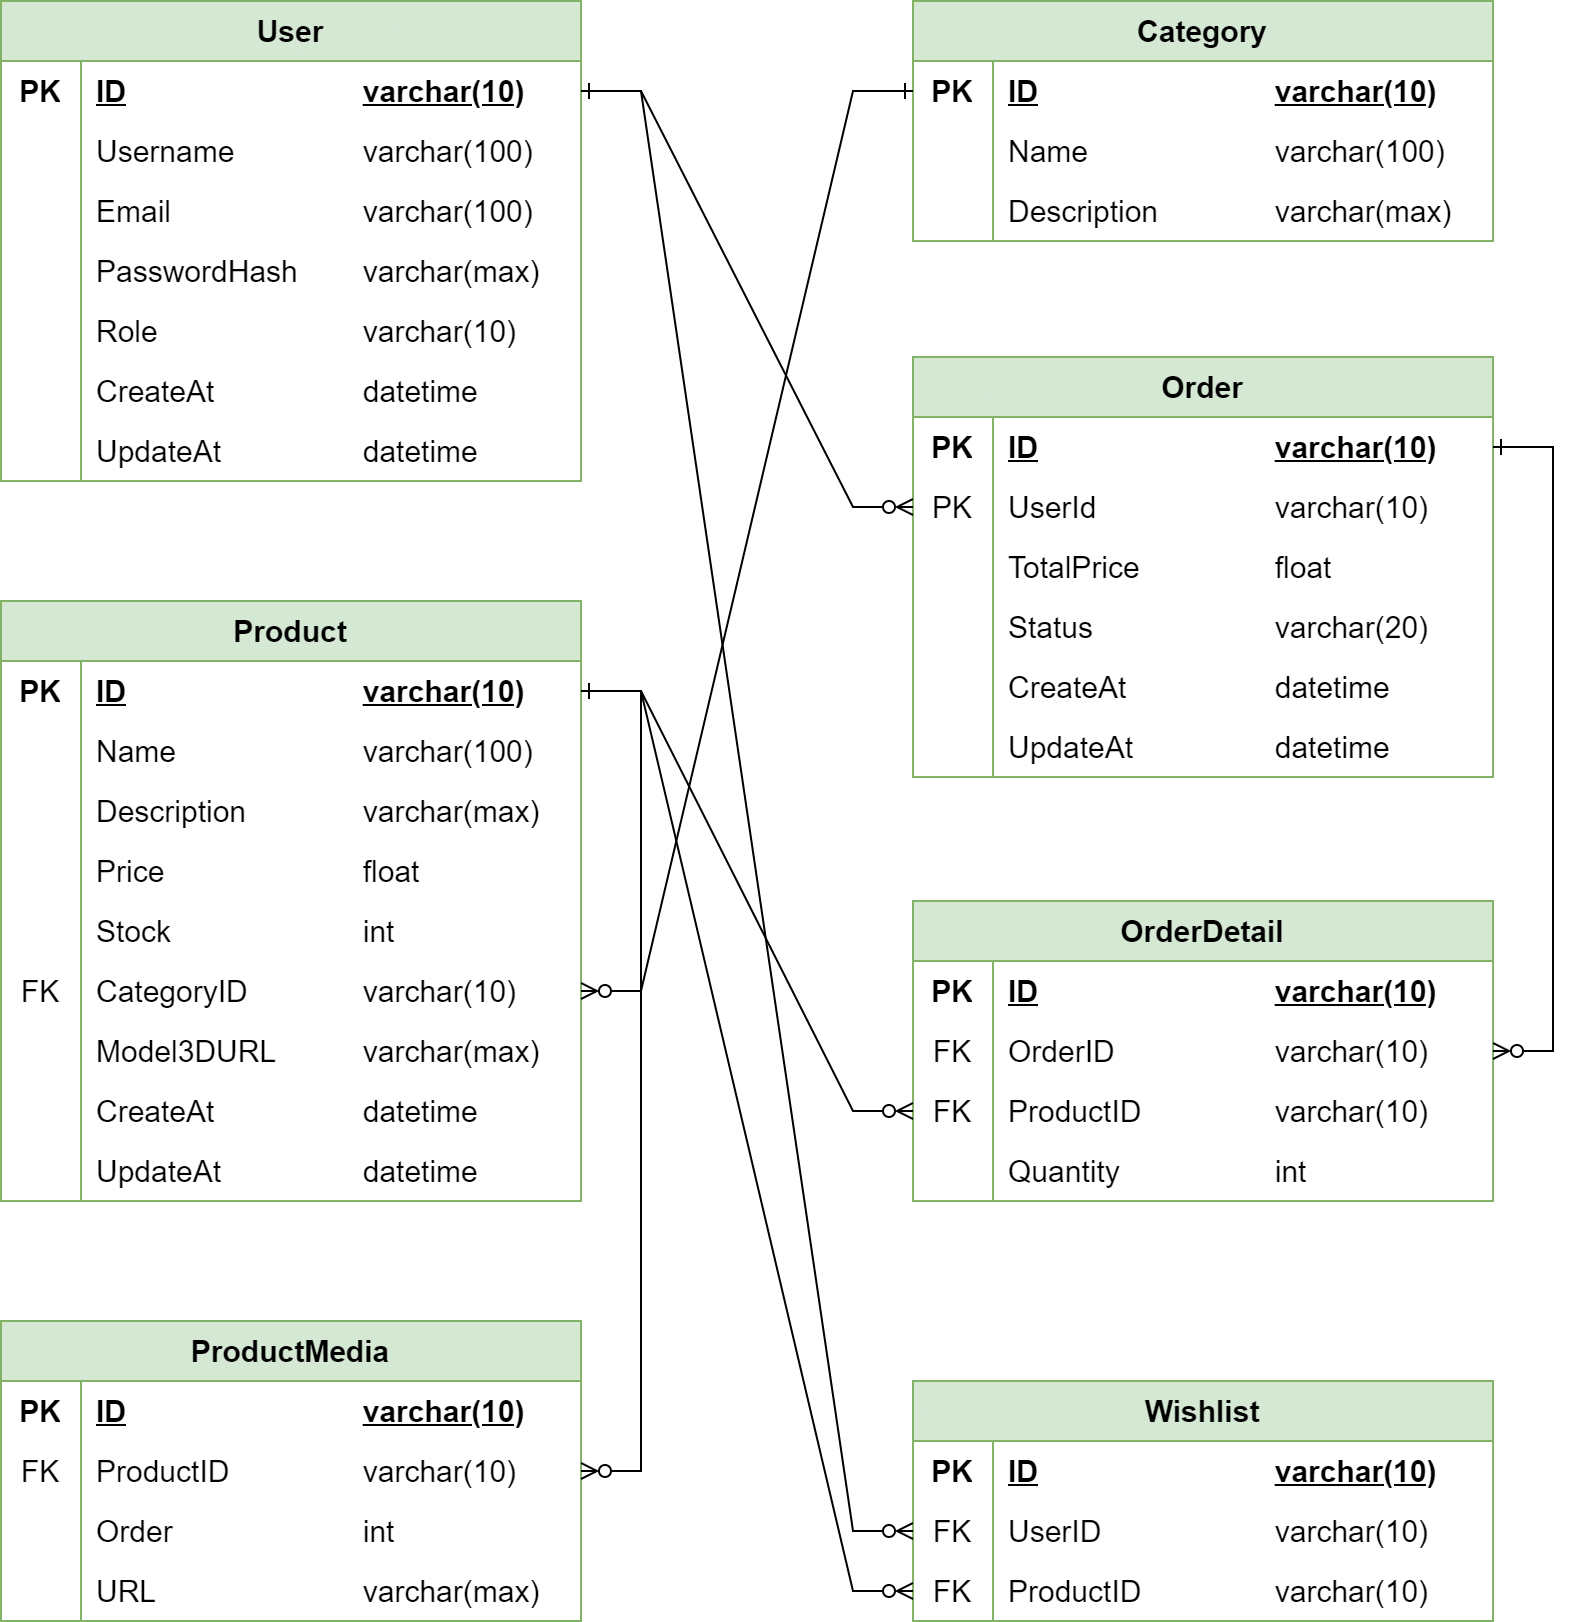 User
PK ID varchar(10)
Username varchar(100)
Email varchar(100)
PasswordHash varchar(max)
Role varchar(10)
CreateAt datetime
UpdateAt datetime
Category
PK ID varchar(10)
Name varchar(100)
Description varchar(max)
Order
PK ID varchar(10)
PK UserId varchar(10)
TotalPrice float
Status varchar(20)
CreateAt datetime
UpdateAt datetime
Product
PK ID varchar(10)
Name varchar(100)
Description varchar(max)
Price float
Stock int
FK CategoryID varchar(10)
Model3DURL varchar(max)
CreateAt datetime
UpdateAt datetime
OrderDetail
PK ID varchar(10)
FK OrderID varchar(10)
FK ProductID varchar(10)
Quantity int
ProductMedia
PK ID varchar(10)
FK ProductID varchar(10)
Order int
URL varchar(max)
Wishlist
PK ID varchar(10)
FK UserID varchar(10)
FK ProductID varchar(10)